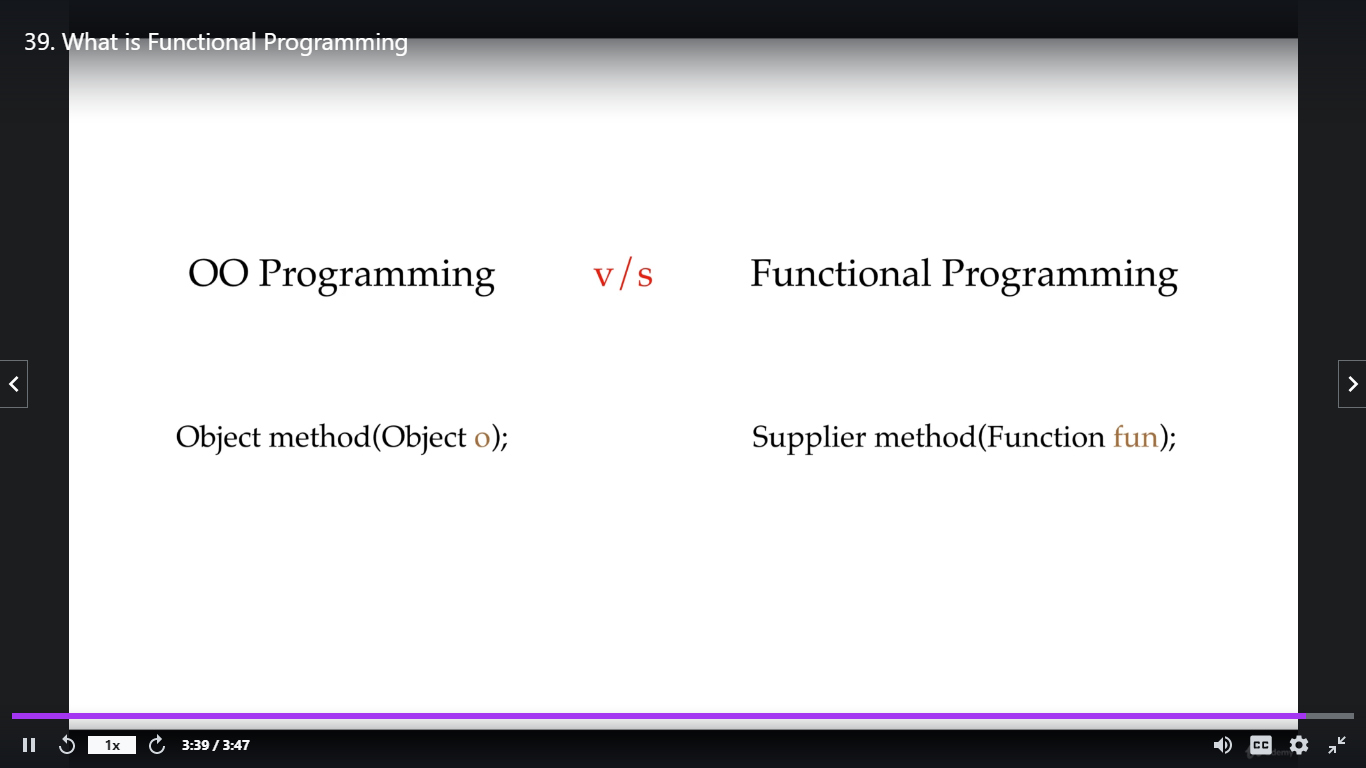 39. What is Functional Programming
OO Programming v/s Functional Programming
Object method(Object o); Supplier method(Function fun);
1x 3:39 / 3:47 CC